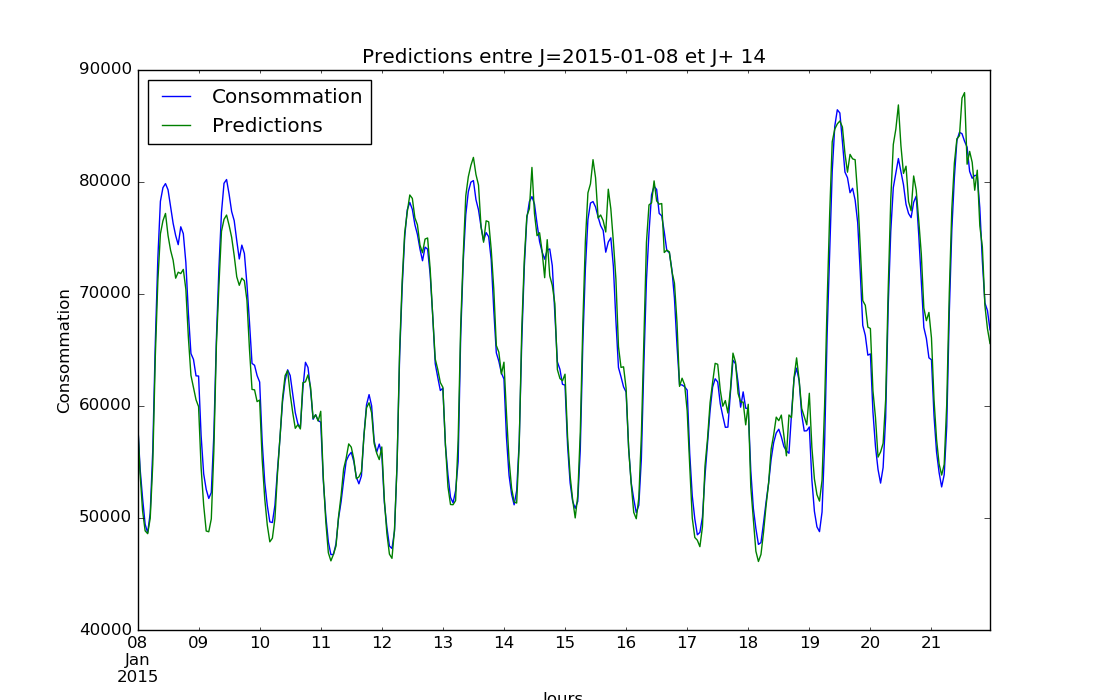 Predictions entre J=2015-01-08 et J+ 14
90000
Consommation
Predictions
80000
70000
Consommation
60000
50000
40000
08 09 10 11 12 13 14 15 16 17 18 19 20 21
Jan
2015
Jours